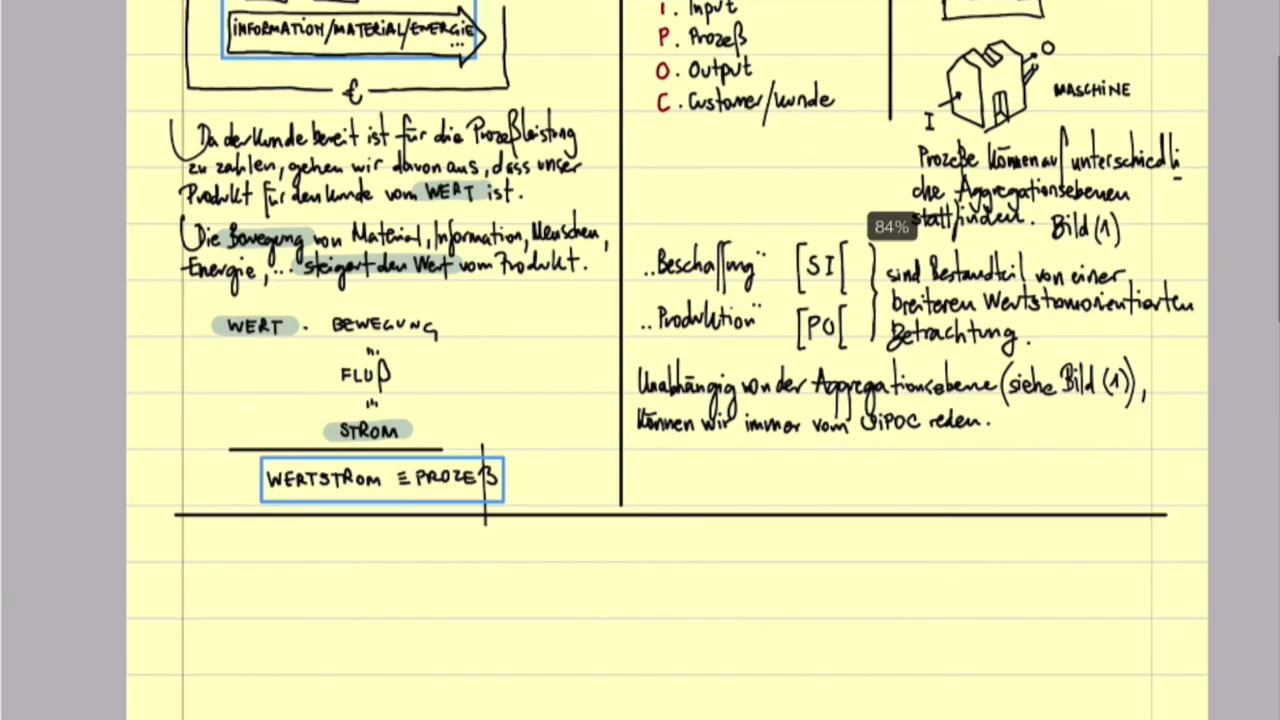 INFORMATION/MATERIAL/ENERGIE
...
€
Da der Kunde bereit ist für die Prozeßleistung
zu zahlen, gehen wir davon aus, dass unser
Produkt für den Kunde vom WERT ist.
Die Bewegung von Material, Information, Menschen,
Energie, ... steigert den Wert vom Produkt.
WERT . BEWEGUNG
"
FLUß
"
STROM
WERTSTROM ≡ PROZEß
I. Input
P. Prozeß
O. Output
C. Customer/Kunde
"Beschaffung" [SI[
"Produktion" [PO[
sind Bestandteil von einer
breiteren Wertstromorientierten
Betrachtung.
Unabhängig von der Aggregationsebene (siehe Bild (1)),
können wir immer vom SiPOC reden.
O
MASCHINE
I
Prozeße können auf unterschiedli
che Aggregationsebenen
stattfinden. Bild (1)
84%